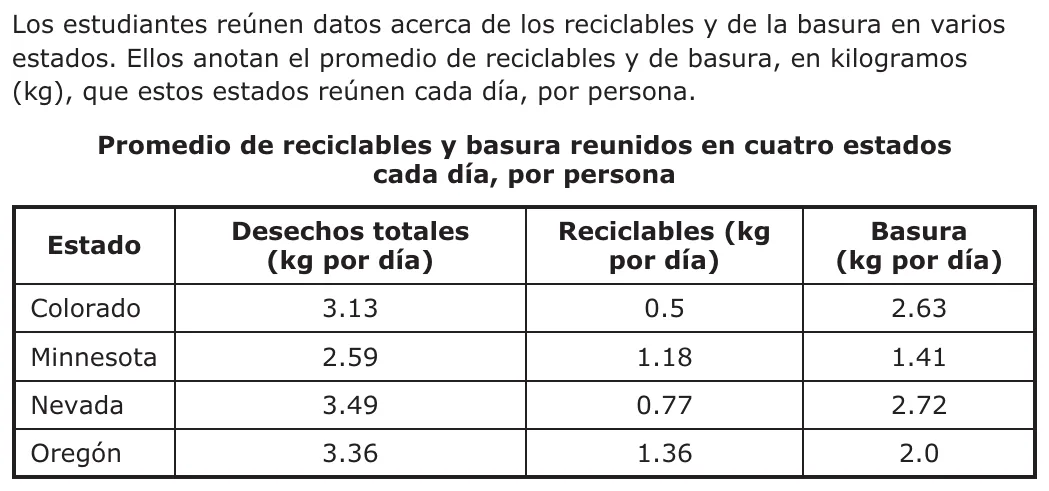 Los estudiantes reúnen datos acerca de los reciclables y de la basura en varios
estados. Ellos anotan el promedio de reciclables y de basura, en kilogramos
(kg), que estos estados reúnen cada día, por persona.
Promedio de reciclables y basura reunidos en cuatro estados
cada día, por persona
Estado Desechos totales (kg por día) Reciclables (kg por día) Basura (kg por día)
Colorado 3.13 0.5 2.63
Minnesota 2.59 1.18 1.41
Nevada 3.49 0.77 2.72
Oregón 3.36 1.36 2.0